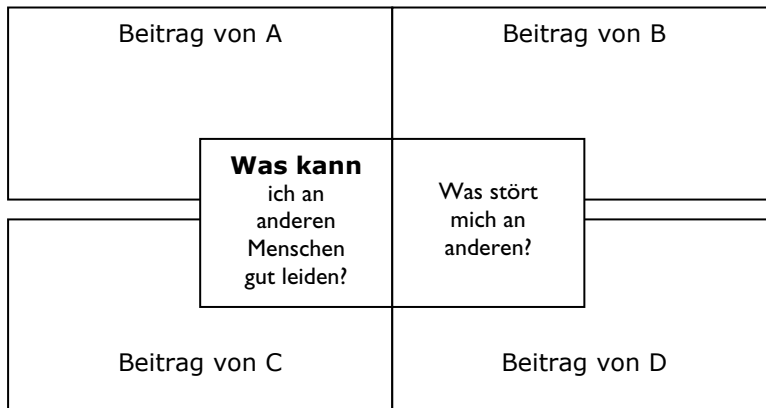 Beitrag von A
Beitrag von B
Was kann
ich an
anderen
Menschen
gut leiden?
Was stört
mich an
anderen?
Beitrag von C
Beitrag von D